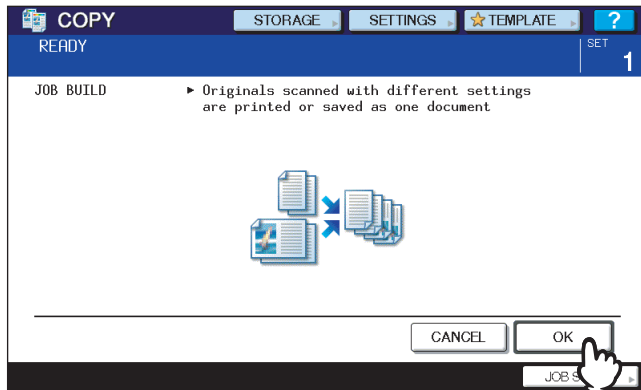 COPY
STORAGE
SETTINGS
TEMPLATE
?
READY
SET
1
JOB BUILD
Originals scanned with different settings
are printed or saved as one document
CANCEL
OK
JOB S